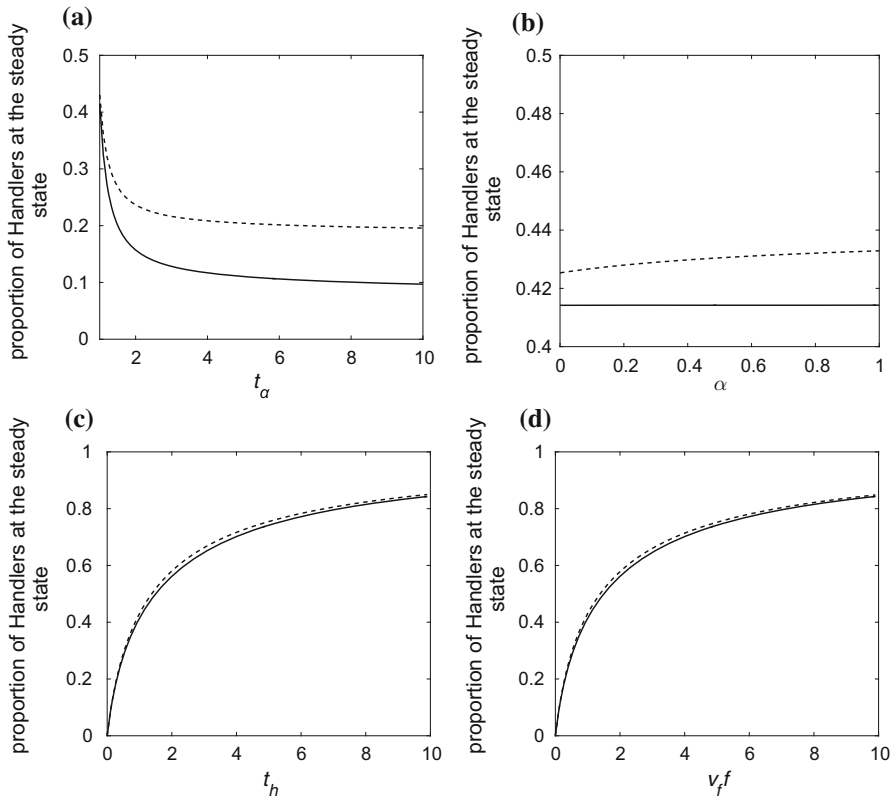 (a)
proportion of Handlers at the steady
state
0.5
0.4
0.3
0.2
0.1
0
2
4
6
8
10
t_α
(b)
proportion of Handlers at the steady
state
0.5
0.48
0.46
0.44
0.42
0.4
0
0.2
0.4
0.6
0.8
1
α
(c)
proportion of Handlers at the steady
state
1
0.8
0.6
0.4
0.2
0
0
2
4
6
8
10
t_h
(d)
proportion of Handlers at the steady
state
1
0.8
0.6
0.4
0.2
0
0
2
4
6
8
10
v_f f